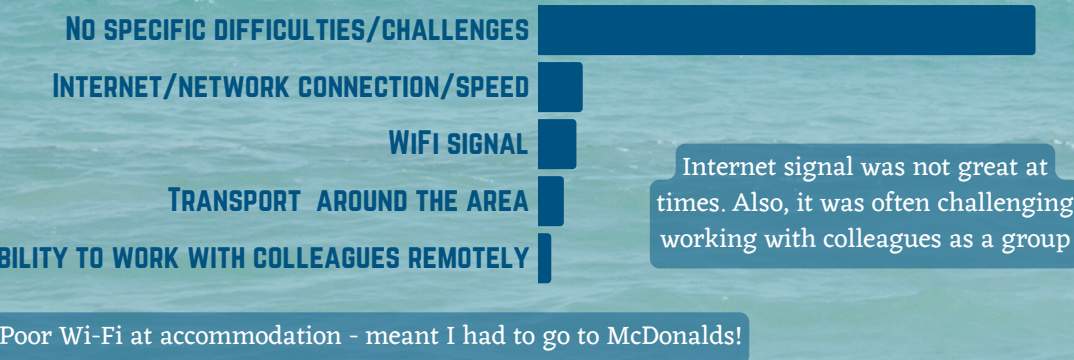 No specific difficulties/challenges
Internet/network connection/speed
WiFi signal
Transport around the area
bility to work with colleagues remotely
Internet signal was not great at
times. Also, it was often challenging
working with colleagues as a group
Poor Wi-Fi at accommodation - meant I had to go to McDonalds!